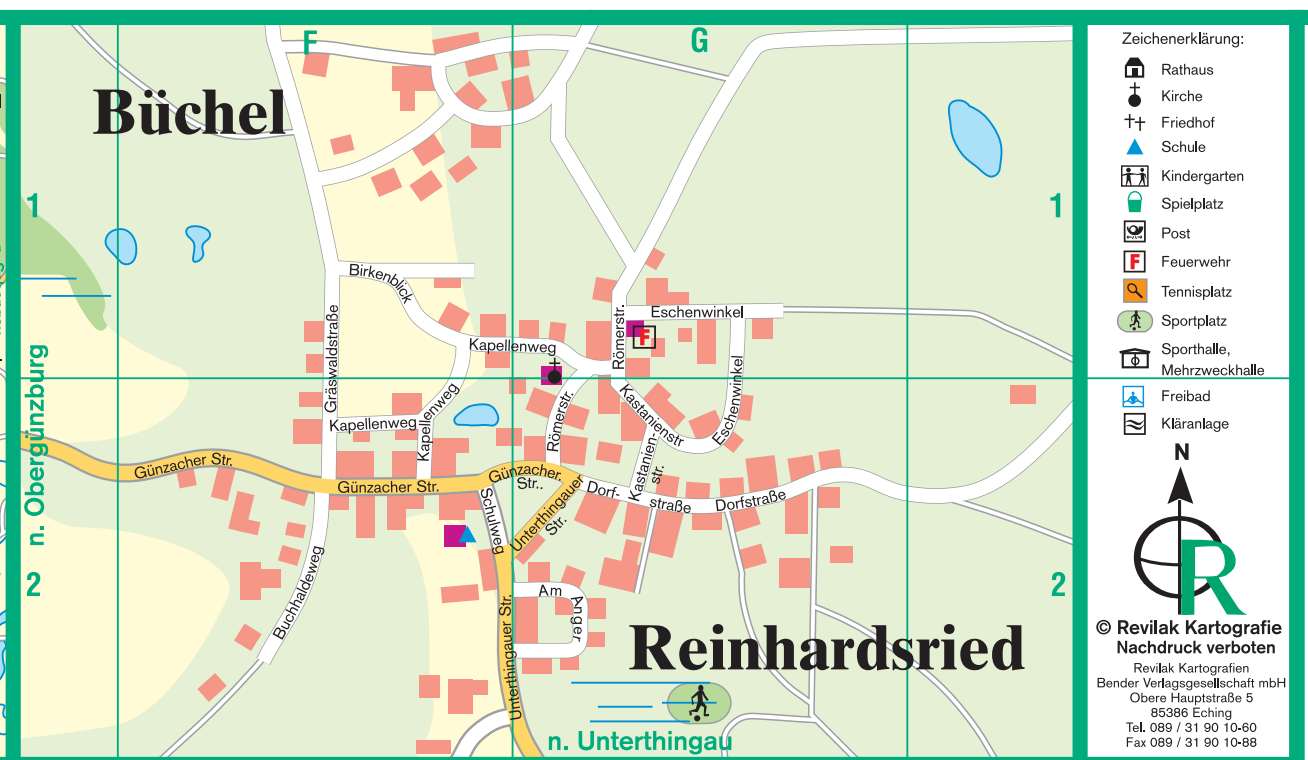 F
G
Büchel
1
1
Birkenblick
Gräswaldstraße
Kapellenweg
Römerstr.
Eschenwinkel
F
Eschenwinkel
n. Obergünzburg
Kapellenweg
Kapellenweg
Römerstr.
Kastanienstr
Kastanien-
str.
Günzacher Str.
Günzacher Str.
Günzacher
Str..
Dorf-
straße
Dorfstraße
Schulweg
Unterthingauer
Str.
2
2
Buchhaldeweg
Am
Anger
Unterthingauer Str.
Reinhardsried
n. Unterthingau
Zeichenerklärung:
Rathaus
Kirche
Friedhof
Schule
Kindergarten
Spielplatz
Post
F Feuerwehr
Tennisplatz
Sportplatz
Sporthalle,
Mehrzweckhalle
Freibad
Kläranlage
N
R
© Revilak Kartografie
Nachdruck verboten
Revilak Kartografien
Bender Verlagsgesellschaft mbH
Obere Hauptstraße 5
85386 Eching
Tel. 089 / 31 90 10-60
Fax 089 / 31 90 10-88